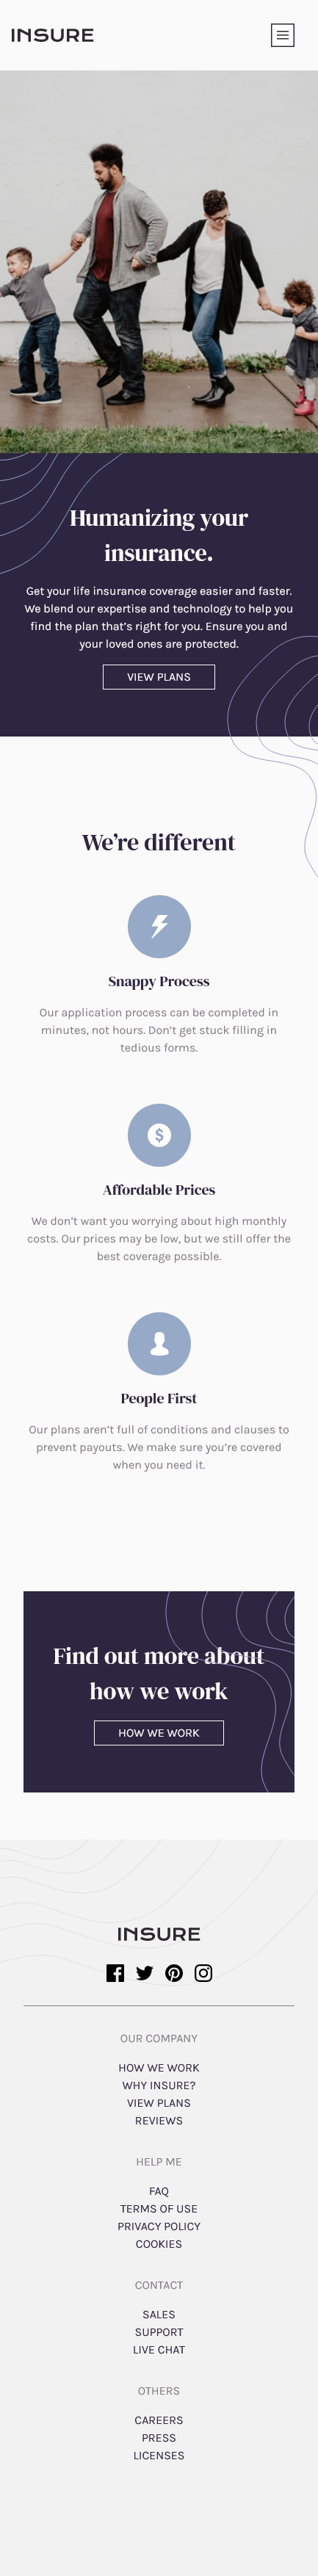 INSURE
Humanizing your
insurance.
Get your life insurance coverage easier and faster.
We blend our expertise and technology to help you
find the plan that’s right for you. Ensure you and
your loved ones are protected.
VIEW PLANS
We’re different
Snappy Process
Our application process can be completed in
minutes, not hours. Don’t get stuck filling in
tedious forms.
$
Affordable Prices
We don’t want you worrying about high monthly
costs. Our prices may be low, but we still offer the
best coverage possible.
People First
Our plans aren’t full of conditions and clauses to
prevent payouts. We make sure you’re covered
when you need it.
Find out more about
how we work
HOW WE WORK
INSURE
OUR COMPANY
HOW WE WORK
WHY INSURE?
VIEW PLANS
REVIEWS
HELP ME
FAQ
TERMS OF USE
PRIVACY POLICY
COOKIES
CONTACT
SALES
SUPPORT
LIVE CHAT
OTHERS
CAREERS
PRESS
LICENSES